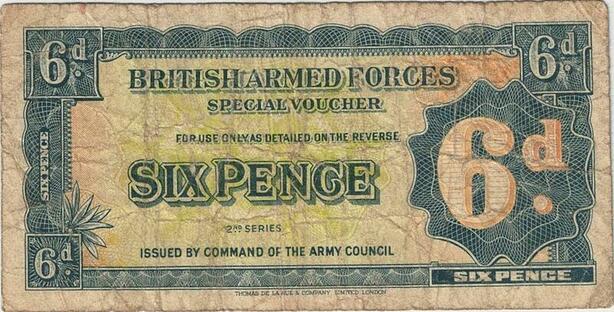 6d
6d
BRITISH ARMED FORCES
SPECIAL VOUCHER
FOR USE ONLY, AS DETAILED ON THE REVERSE
SIX PENCE
6d
SIX PENCE
2ND SERIES
ISSUED BY COMMAND OF THE ARMY COUNCIL
6d
SIX PENCE
THOMAS DE LA RUE & COMPANY, LIMITED, LONDON